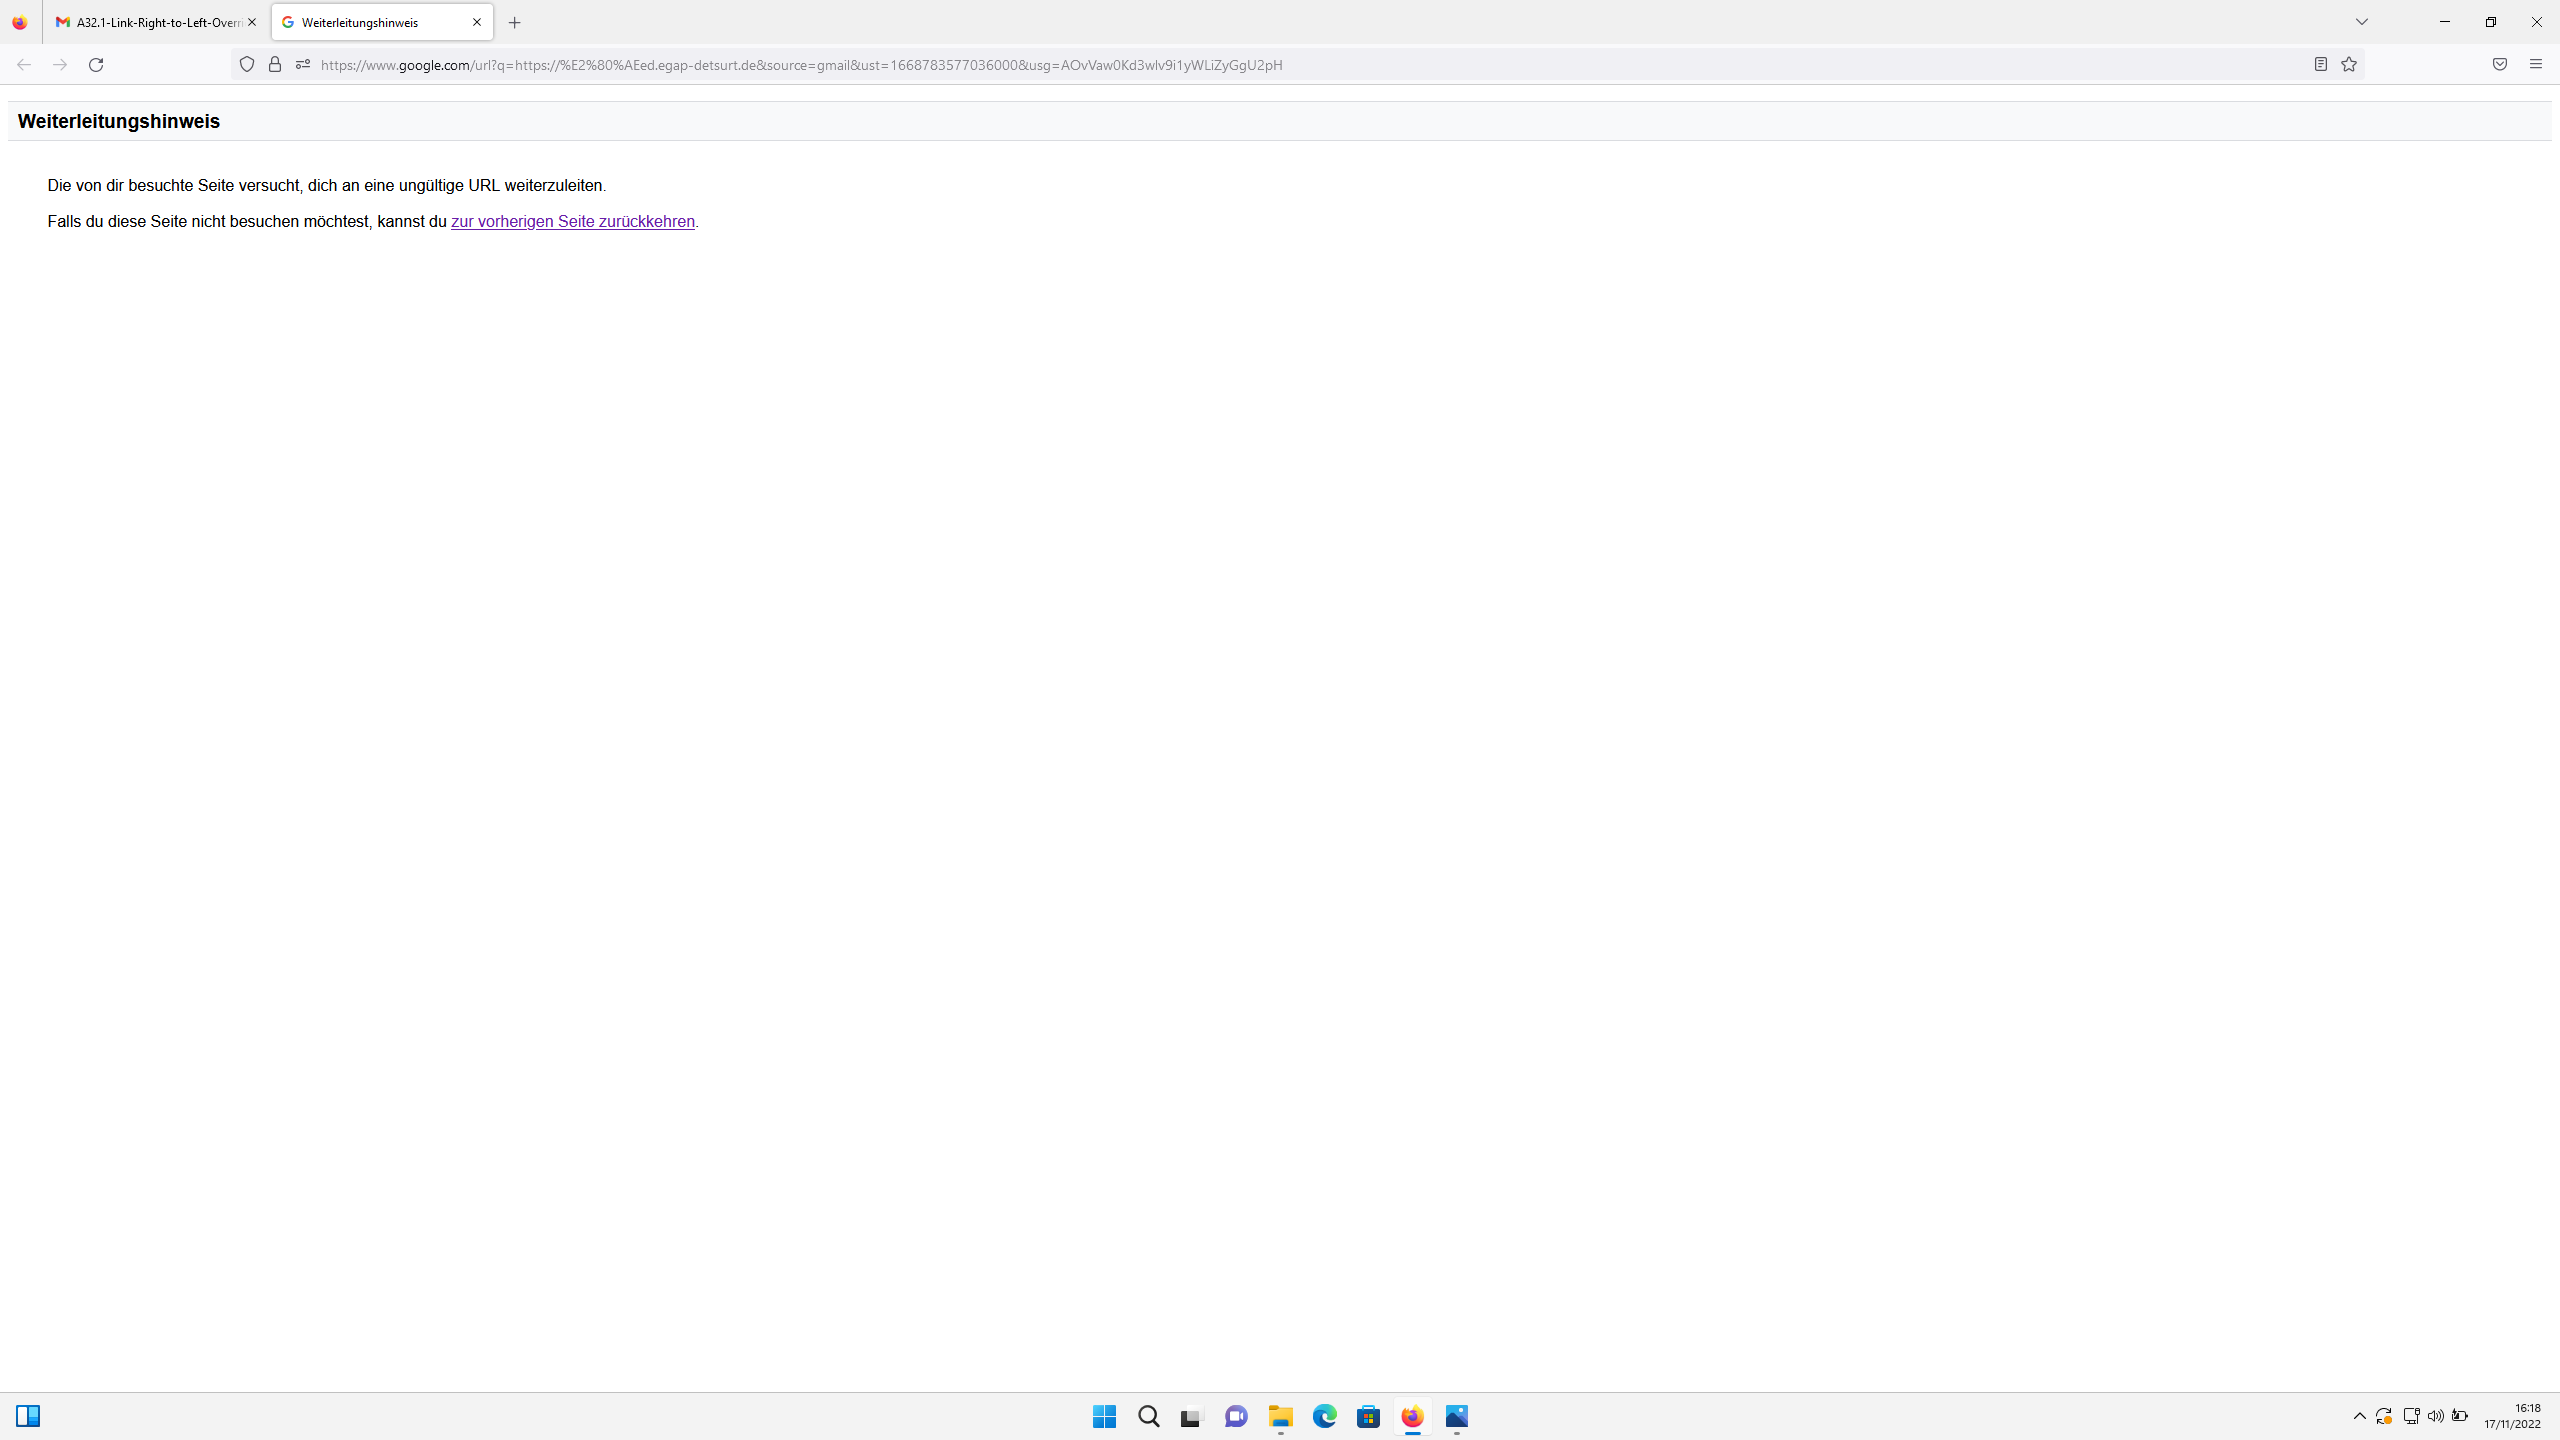 A32.1-Link-Right-to-Left-Overri
Weiterleitungshinweis
https://www.google.com/url?q=https://%E2%80%AEed.egap-detsurt.de&source=gmail&ust=1668783577036000&usg=AOvVaw0Kd3wlv9i1yWLiZyGgU2pH
Weiterleitungshinweis
Die von dir besuchte Seite versucht, dich an eine ungültige URL weiterzuleiten.
Falls du diese Seite nicht besuchen möchtest, kannst du zur vorherigen Seite zurückkehren.
16:18
17/11/2022